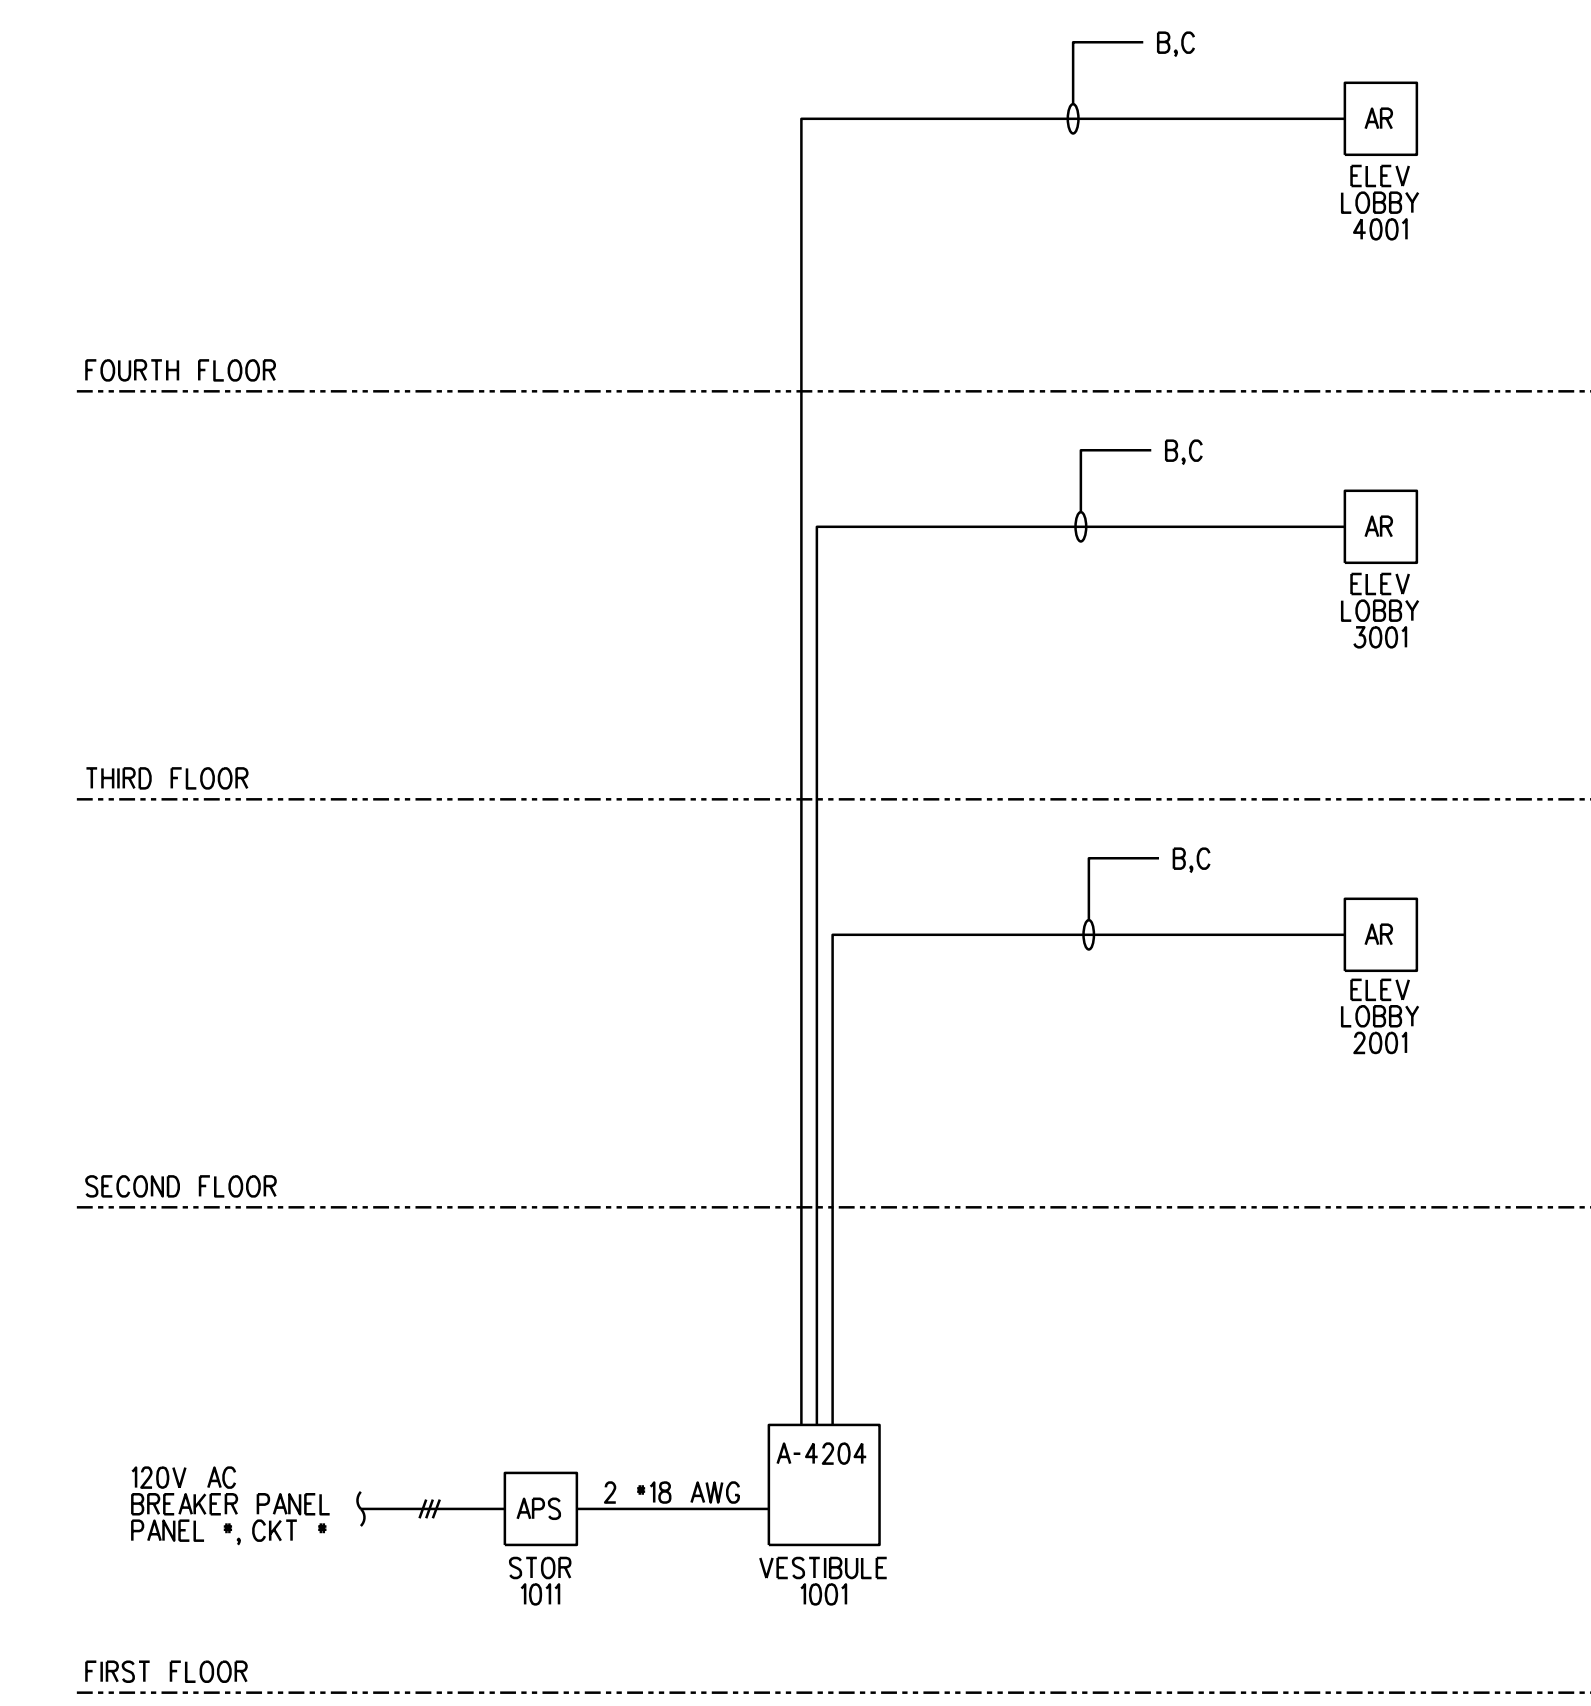 B,C
AR
ELEV
LOBBY
4001
FOURTH FLOOR
B,C
AR
ELEV
LOBBY
3001
THIRD FLOOR
B,C
AR
ELEV
LOBBY
2001
SECOND FLOOR
A-4204
120V AC
BREAKER PANEL
PANEL #, CKT #
APS
2 #18 AWG
STOR
1011
VESTIBULE
1001
FIRST FLOOR